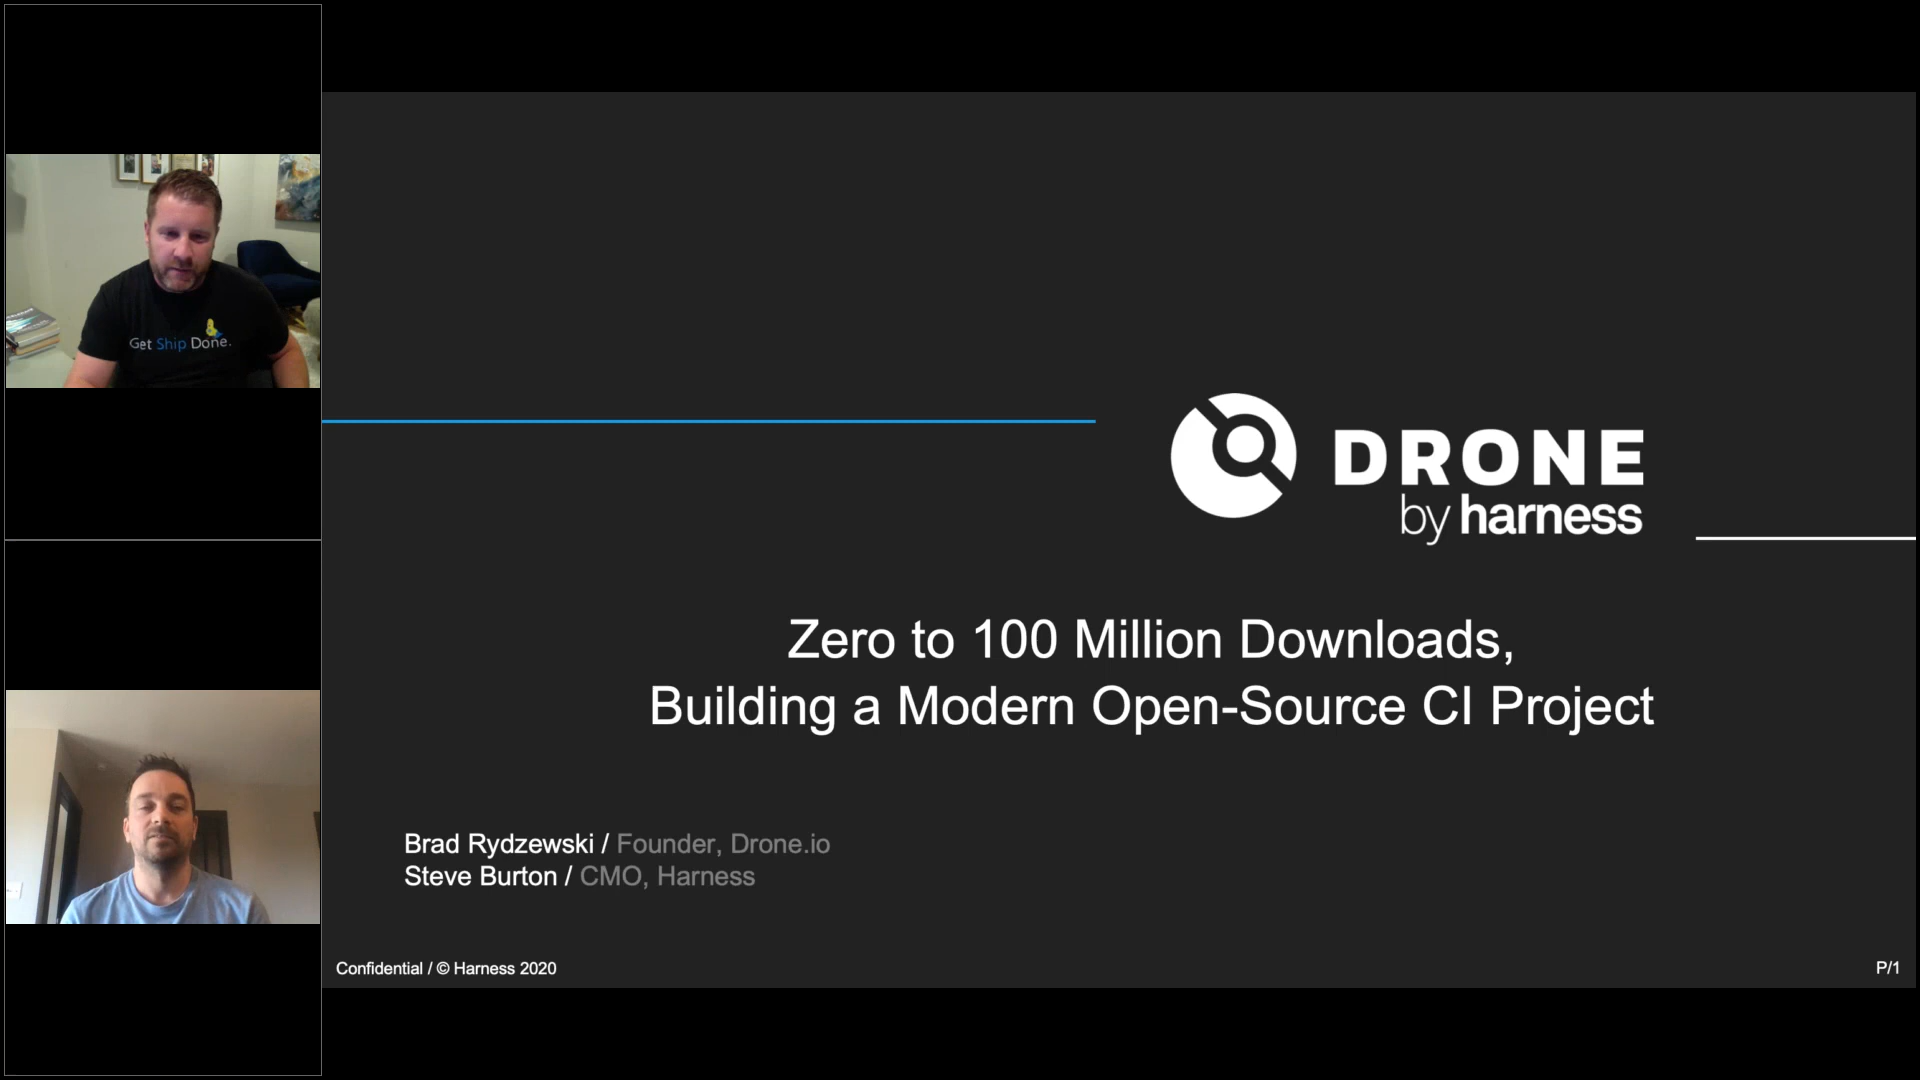 Get Ship Done.
DRONE
by harness
Zero to 100 Million Downloads,
Building a Modern Open-Source CI Project
Brad Rydzewski / Founder, Drone.io
Steve Burton / CMO, Harness
Confidential / © Harness 2020
P/1